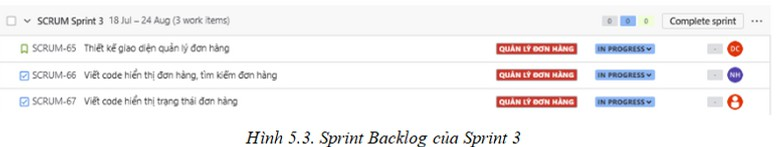 SCRUM Sprint 3 18 Jul – 24 Aug (3 work items) 0 0 0 Complete sprint ...
SCRUM-65 Thiết kế giao diện quản lý đơn hàng QUẢN LÝ ĐƠN HÀNG IN PROGRESS - DC
SCRUM-66 Viết code hiển thị đơn hàng, tìm kiếm đơn hàng QUẢN LÝ ĐƠN HÀNG IN PROGRESS - NH
SCRUM-67 Viết code hiển thị trạng thái đơn hàng QUẢN LÝ ĐƠN HÀNG IN PROGRESS -
Hình 5.3. Sprint Backlog của Sprint 3